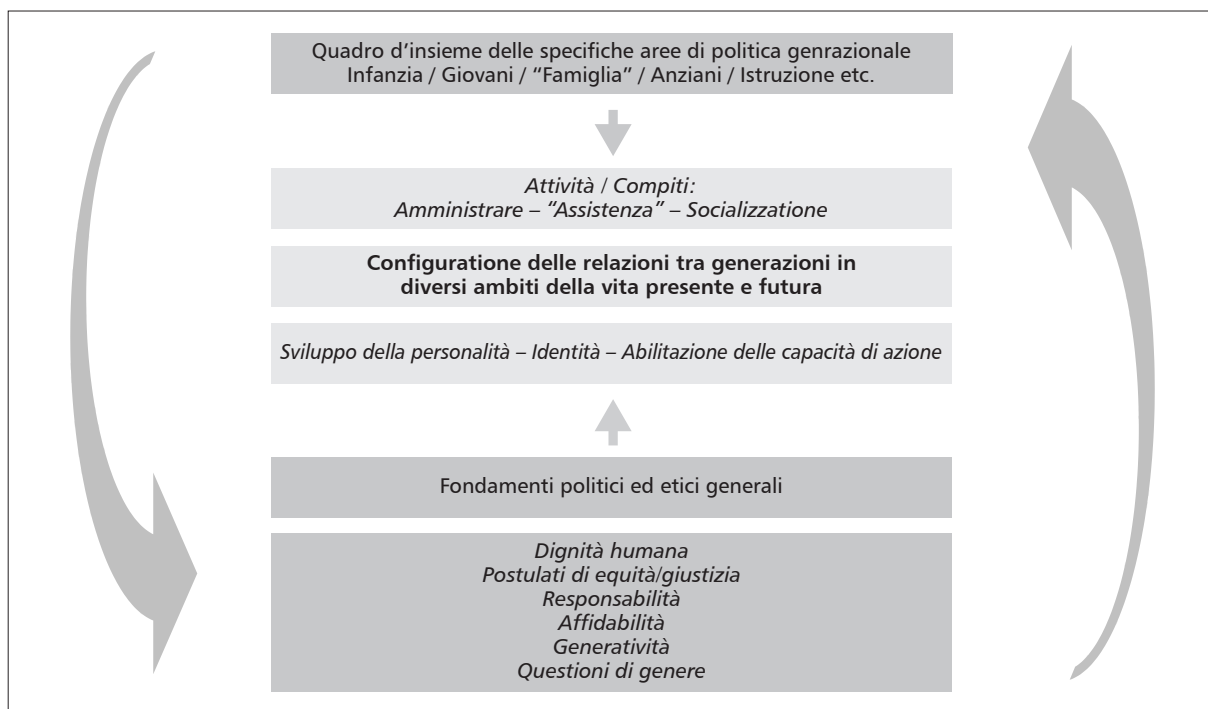 Quadro d’insieme delle specifiche aree di politica genrazionale
Infanzia / Giovani / “Famiglia” / Anziani / Istruzione etc.
Attività / Compiti:
Amministrare – “Assistenza” – Socializzatione
Configuratione delle relazioni tra generazioni in
diversi ambiti della vita presente e futura
Sviluppo della personalità – Identità – Abilitazione delle capacità di azione
Fondamenti politici ed etici generali
Dignità humana
Postulati di equità/giustizia
Responsabilità
Affidabilità
Generatività
Questioni di genere